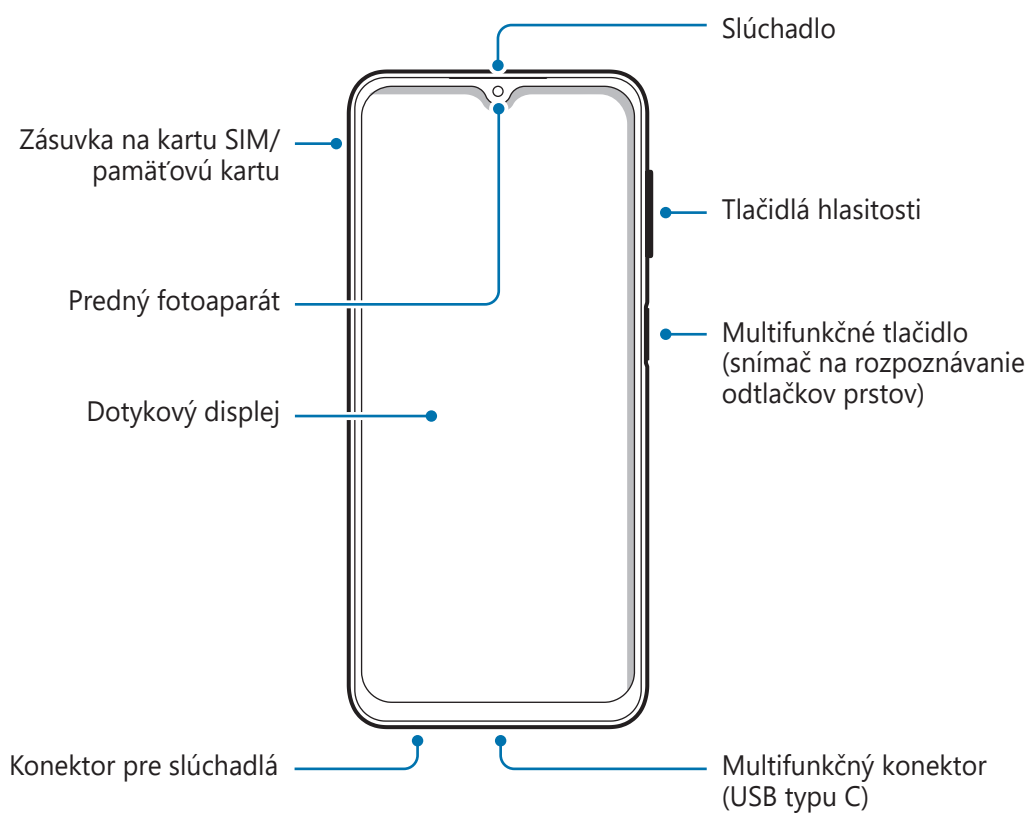 Slúchadlo
Zásuvka na kartu SIM/
pamäťovú kartu
Tlačidlá hlasitosti
Predný fotoaparát
Multifunkčné tlačidlo
(snímač na rozpoznávanie
odtlačkov prstov)
Dotykový displej
Konektor pre slúchadlá
Multifunkčný konektor
(USB typu C)